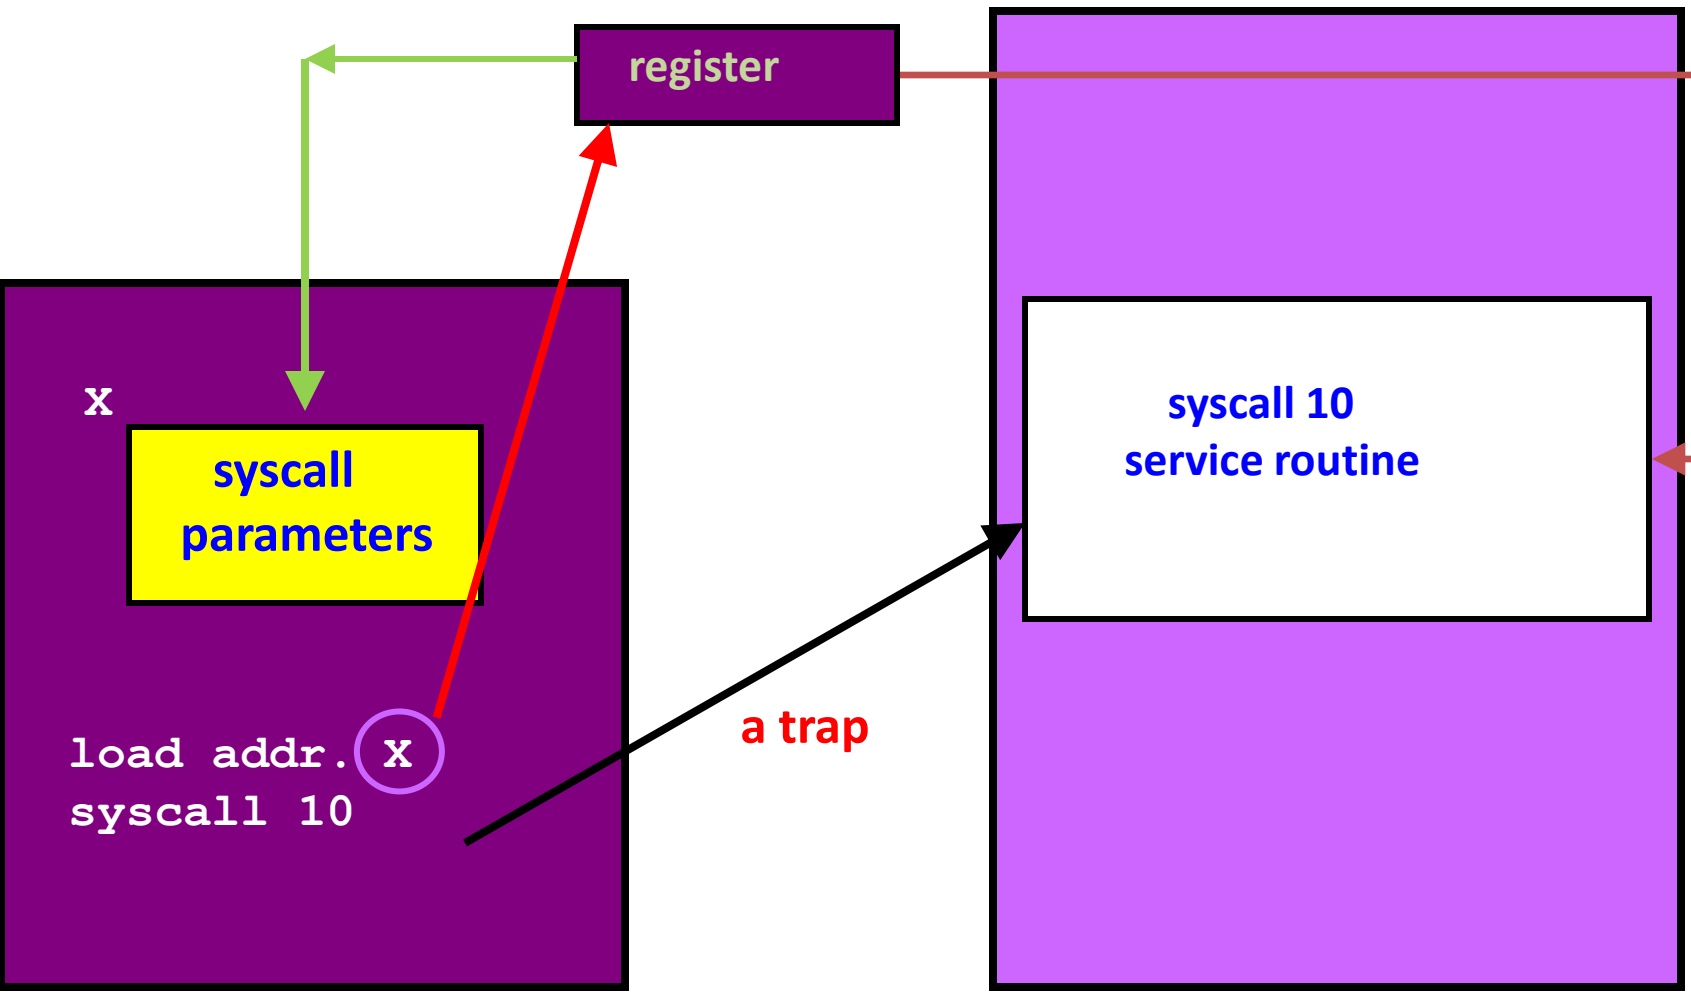 register
x
syscall
parameters
load addr. x
syscall 10
a trap
syscall 10
service routine